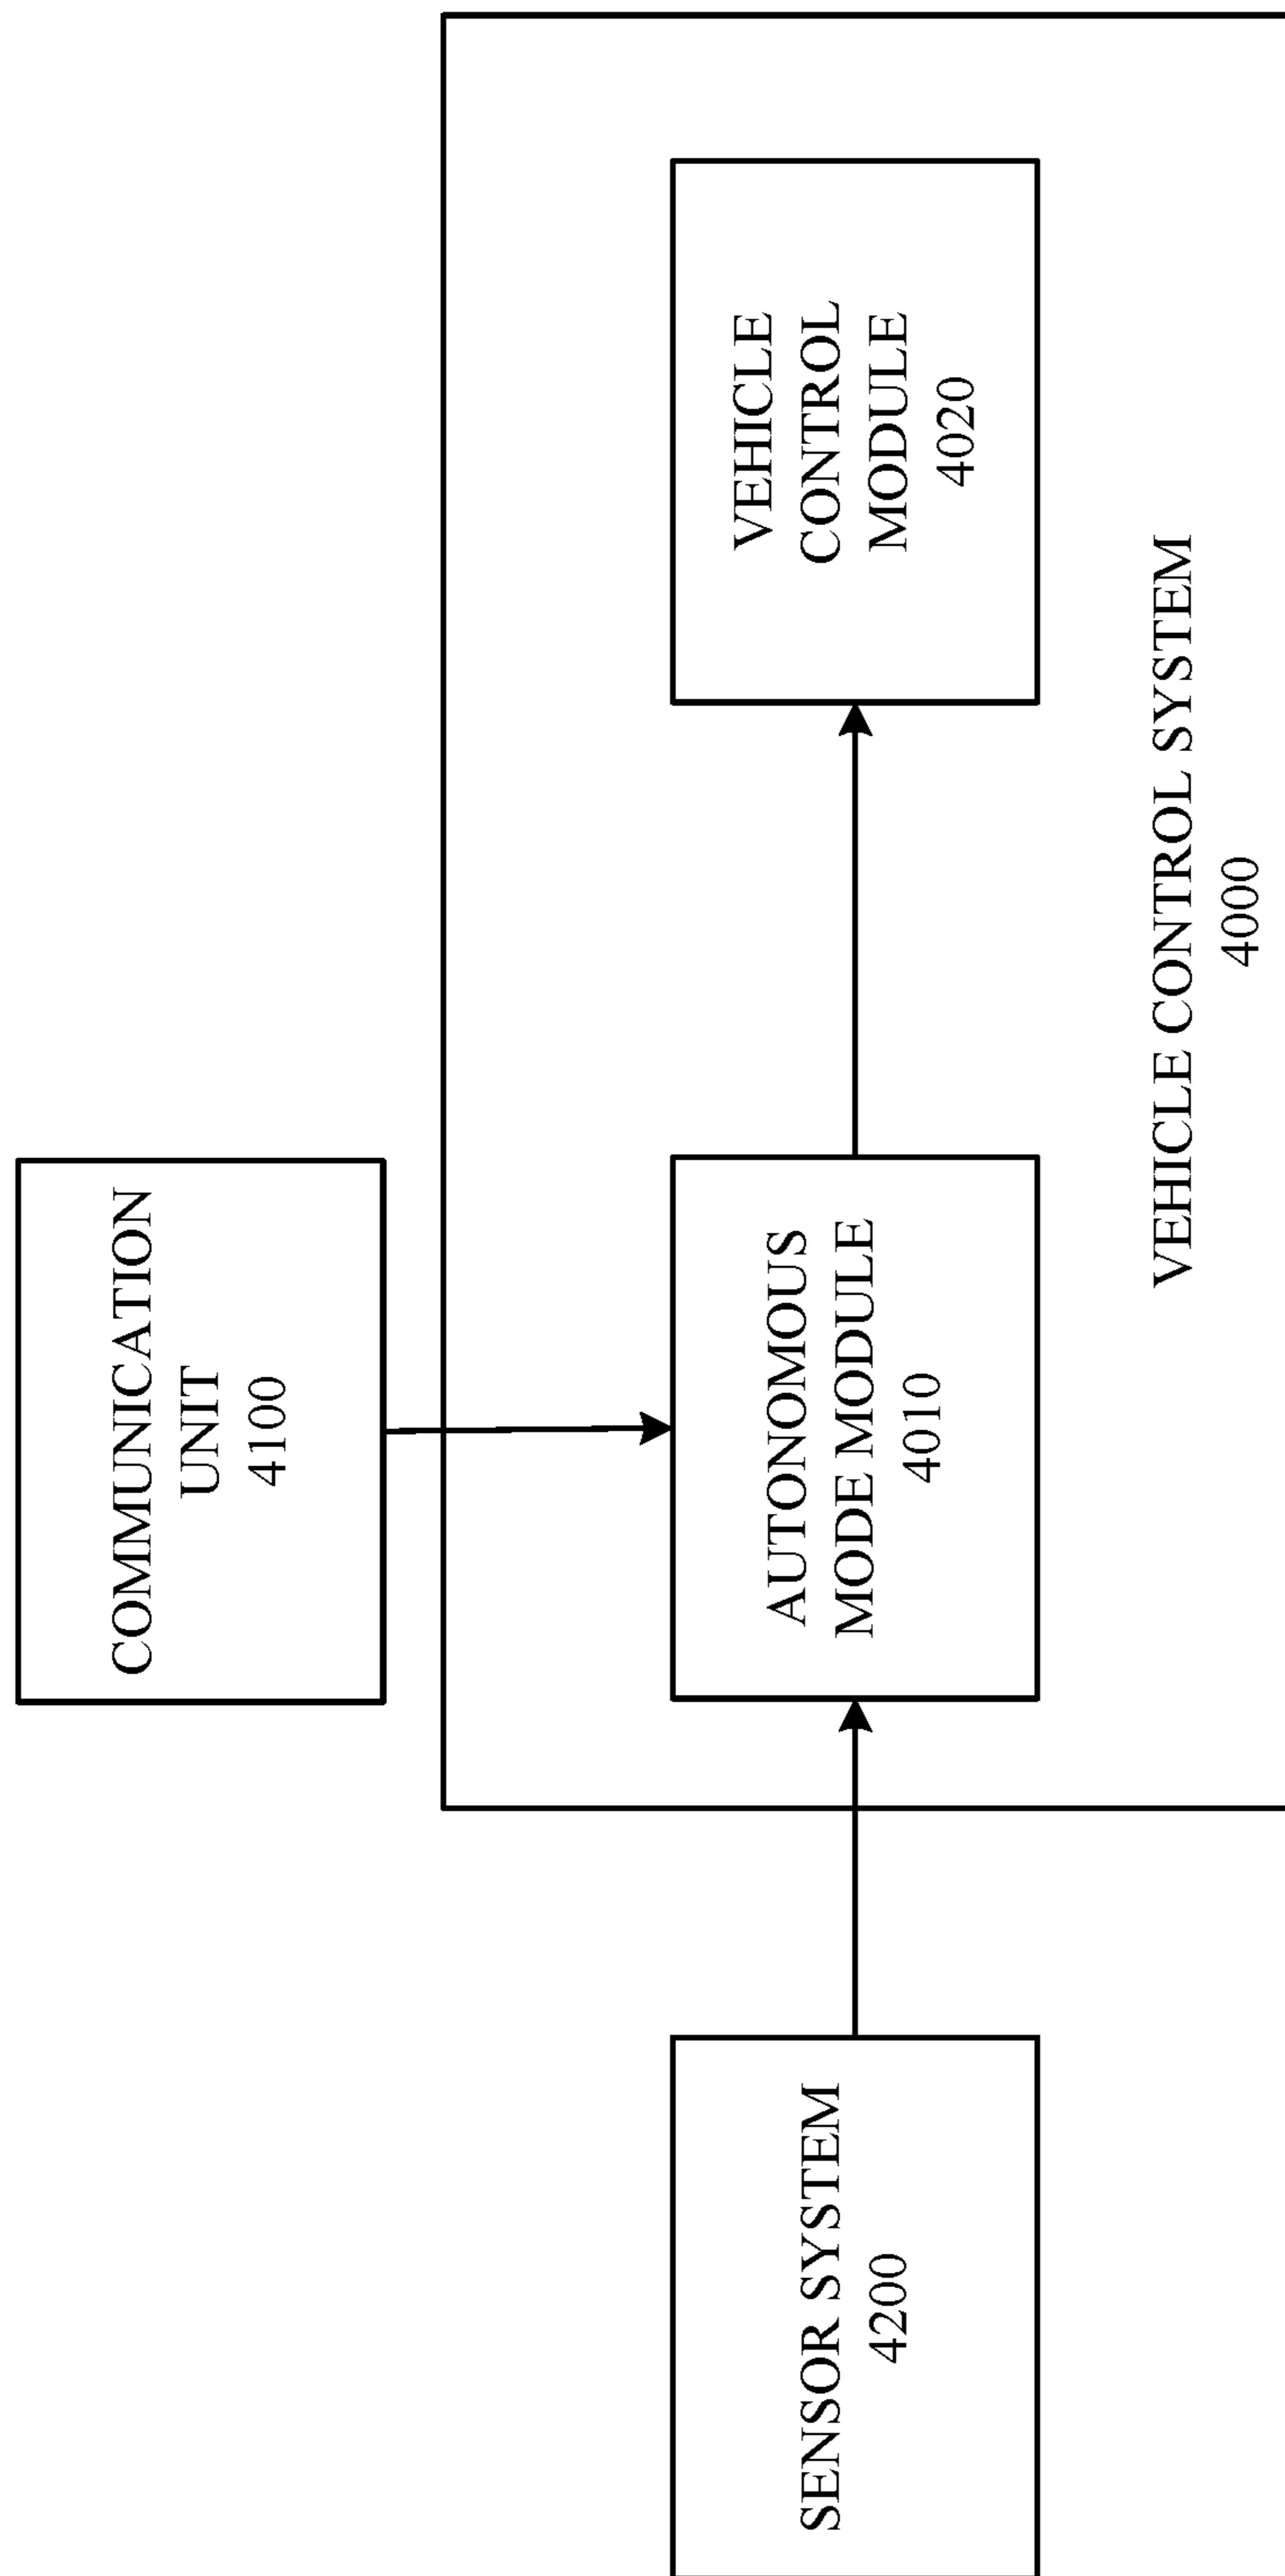 COMMUNICATION
UNIT
4100
SENSOR SYSTEM
4200
AUTONOMOUS
MODE MODULE
4010
VEHICLE
CONTROL
MODULE
4020
VEHICLE CONTROL SYSTEM
4000